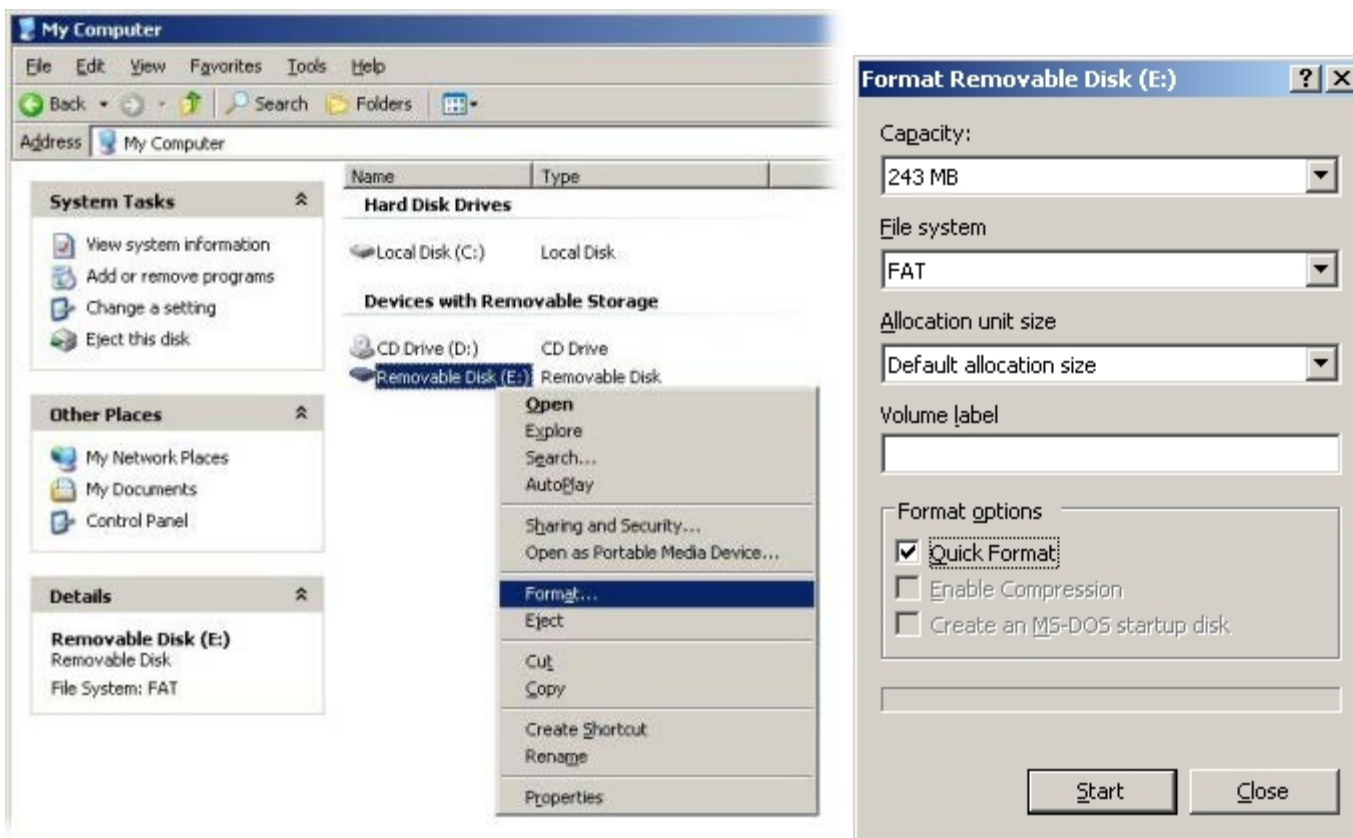 My Computer
File Edit View Favorites Tools Help
Back Search Folders
Address My Computer
System Tasks
View system information
Add or remove programs
Change a setting
Eject this disk
Other Places
My Network Places
My Documents
Control Panel
Details
Removable Disk (E:)
Removable Disk
File System: FAT
Name Type
Hard Disk Drives
Local Disk (C:) Local Disk
Devices with Removable Storage
CD Drive (D:) CD Drive
Removable Disk (E:) Removable Disk
Open
Explore
Search...
AutoPlay
Sharing and Security...
Open as Portable Media Device...
Format...
Eject
Cut
Copy
Create Shortcut
Rename
Properties
Format Removable Disk (E:)
Capacity:
243 MB
File system
FAT
Allocation unit size
Default allocation size
Volume label
Format options
Quick Format
Enable Compression
Create an MS-DOS startup disk
Start Close